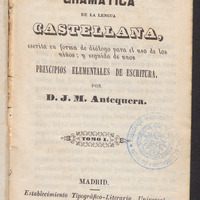 GRAMÁTICA
DE LA LENGUA
CASTELLANA,
escrita en forma de diálogo para el uso de los
niños; y seguida de unos
PRINCIPIOS ELEMENTALES DE ESCRITURA,
POR
D. J. M. Antequera.
TOMO I.
MADRID.
Establecimiento Tipográfico-Literario Universal